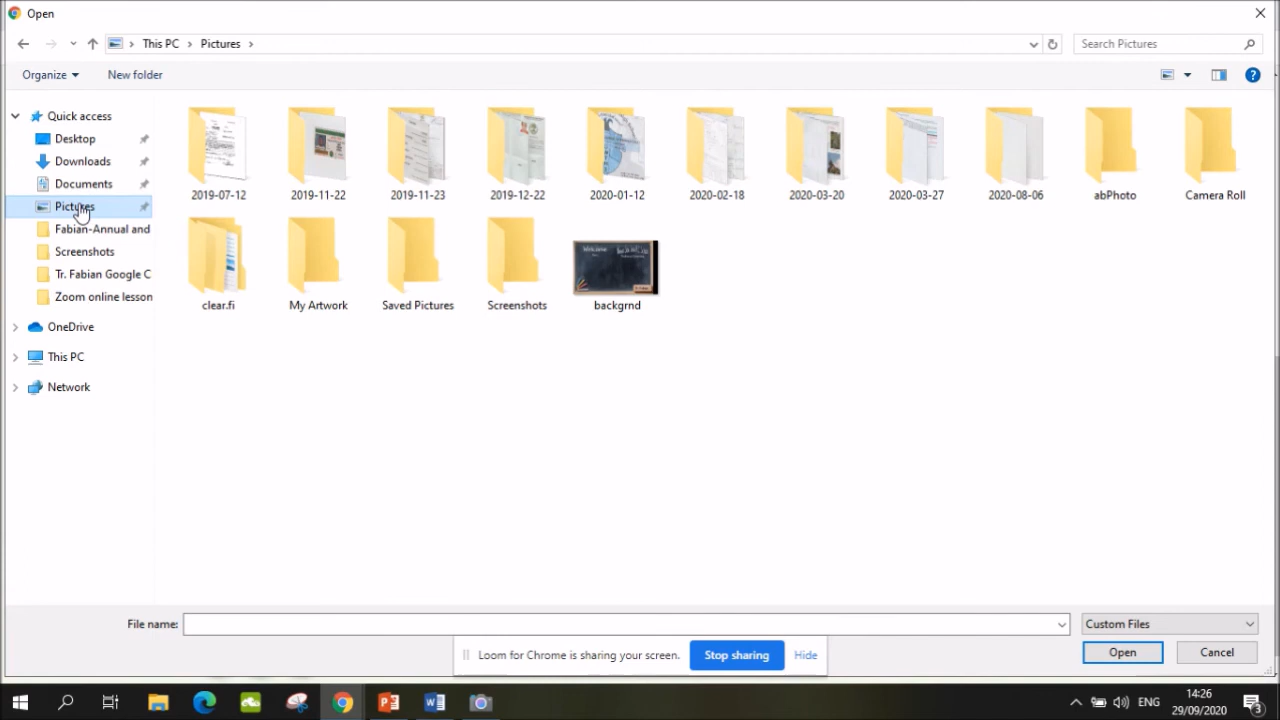 Open
This PC
Pictures
Search Pictures
Organize
New folder
Quick access
Desktop
Downloads
Documents
Pictures
Fabian-Annual and
Screenshots
Tr. Fabian Google C
Zoom online lesson
OneDrive
This PC
Network
2019-07-12
2019-11-22
2019-11-23
2019-12-22
2020-01-12
2020-02-18
2020-03-20
2020-03-27
2020-08-06
abPhoto
Camera Roll
clear.fi
My Artwork
Saved Pictures
Screenshots
Welcome
backgrnd
File name:
Custom Files
Open
Cancel
Loom for Chrome is sharing your screen.
Stop sharing
Hide
ENG
14:26
29/09/2020
3